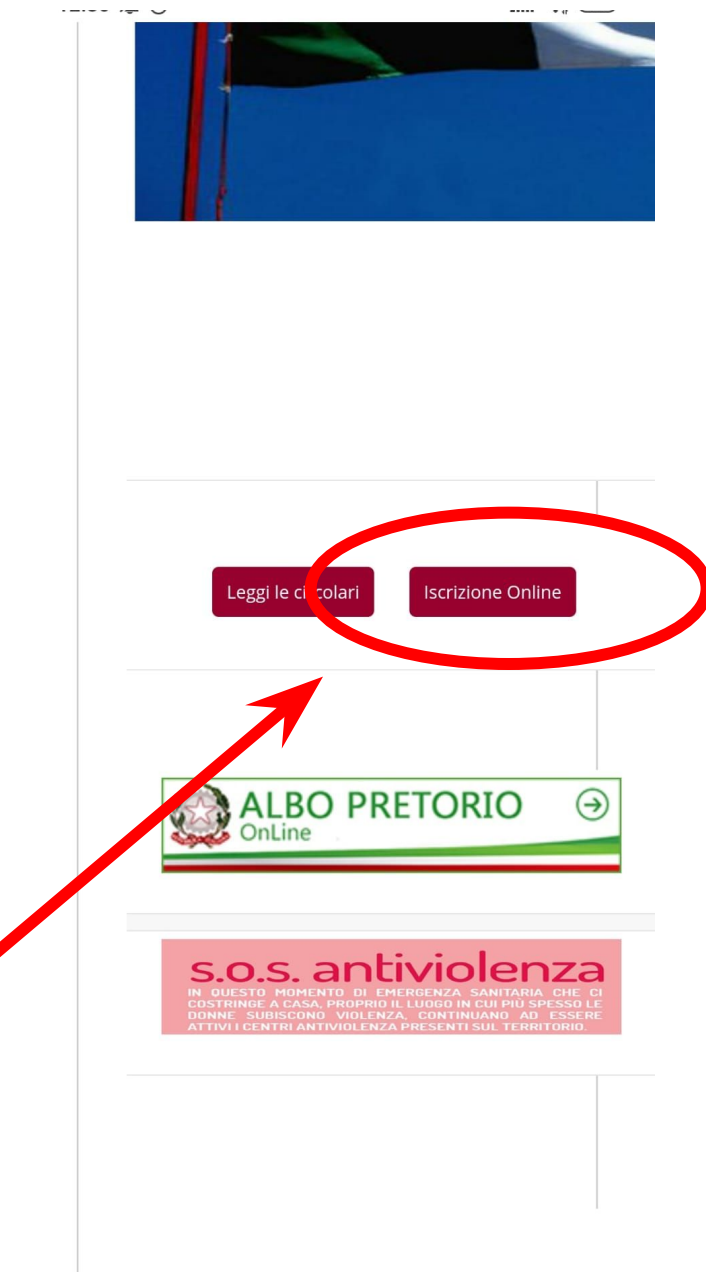 Leggi le circolari
Iscrizione Online
ALBO PRETORIO
OnLine
s.o.s. antiviolenza
IN QUESTO MOMENTO DI EMERGENZA SANITARIA CHE CI
COSTRINGE A CASA, PROPRIO IL LUOGO IN CUI PIÙ SPESSO LE
DONNE SUBISCONO VIOLENZA, CONTINUANO AD ESSERE
ATTIVI I CENTRI ANTIVIOLENZA PRESENTI SUL TERRITORIO.